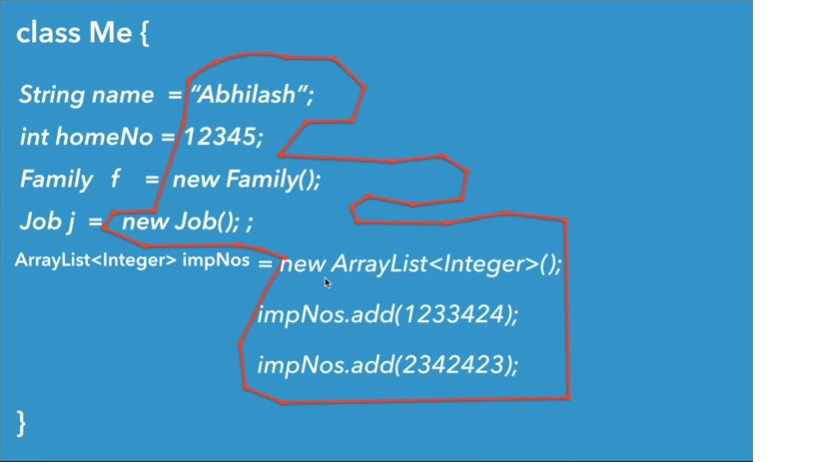 class Me {
String name = “Abhilash”;
int homeNo = 12345;
Family f = new Family();
Job j = new Job(); ;
ArrayList<Integer> impNos = new ArrayList<Integer>();
impNos.add(1233424);
impNos.add(2342423);
}